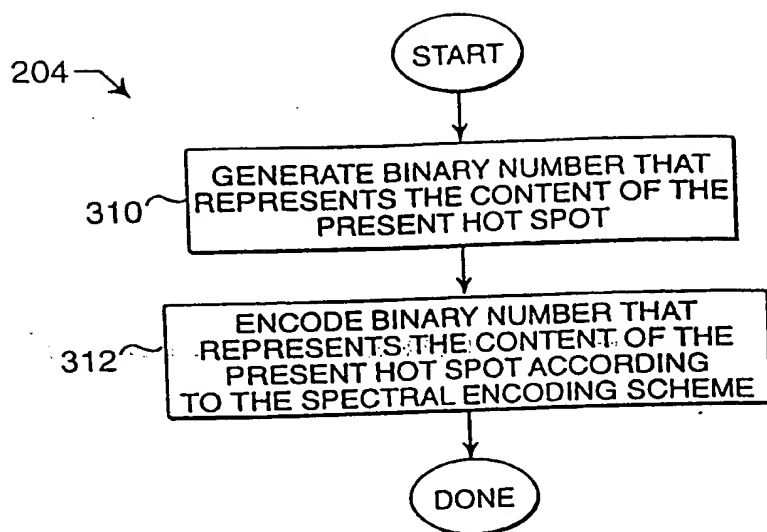 START
204
GENERATE BINARY NUMBER THAT
REPRESENTS THE CONTENT OF THE
PRESENT HOT SPOT
310
ENCODE BINARY NUMBER THAT
REPRESENTS THE CONTENT OF THE
PRESENT HOT SPOT ACCORDING
TO THE SPECTRAL ENCODING SCHEME
312
DONE